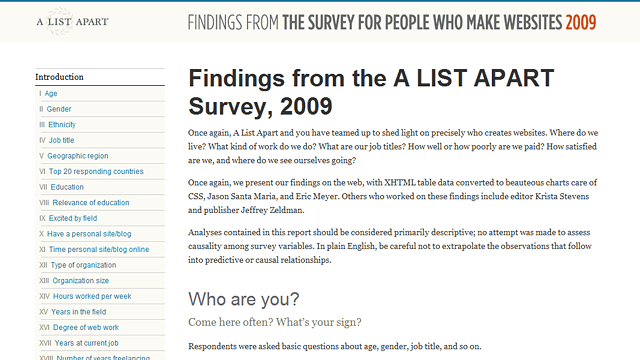 A LIST APART
FINDINGS FROM THE SURVEY FOR PEOPLE WHO MAKE WEBSITES 2009
Introduction
I Age
II Gender
III Ethnicity
IV Job title
V Geographic region
VI Top 20 responding countries
VII Education
VIII Relevance of education
IX Excited by field
X Have a personal site/blog
XI Time personal site/blog online
XII Type of organization
XIII Organization size
XIV Hours worked per week
XV Years in the field
XVI Degree of web work
XVII Years at current job
XVIII Number of years freelancing
Findings from the A LIST APART
Survey, 2009
Once again, A List Apart and you have teamed up to shed light on precisely who creates websites. Where do we
live? What kind of work do we do? What are our job titles? How well or how poorly are we paid? How satisfied
are we, and where do we see ourselves going?
Once again, we present our findings on the web, with XHTML table data converted to beauteous charts care of
CSS, Jason Santa Maria, and Eric Meyer. Others who worked on these findings include editor Krista Stevens
and publisher Jeffrey Zeldman.
Analyses contained in this report should be considered primarily descriptive; no attempt was made to assess
causality among survey variables. In plain English, be careful not to extrapolate the observations that follow
into predictive or causal relationships.
Who are you?
Come here often? What's your sign?
Respondents were asked basic questions about age, gender, job title, and so on.